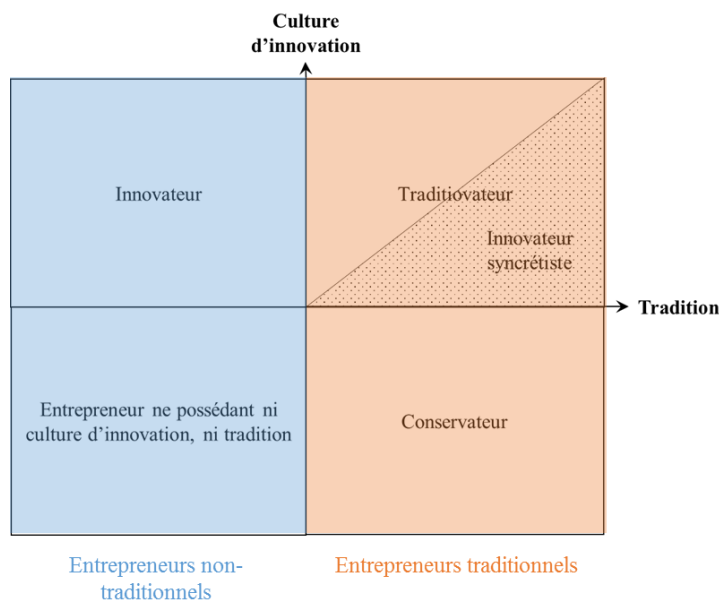 Culture
d’innovation
Innovateur
Traditiovateur
Innovateur
syncrétiste
Tradition
Entrepreneur ne possédant ni
culture d’innovation, ni tradition
Conservateur
Entrepreneurs non-
traditionnels
Entrepreneurs traditionnels